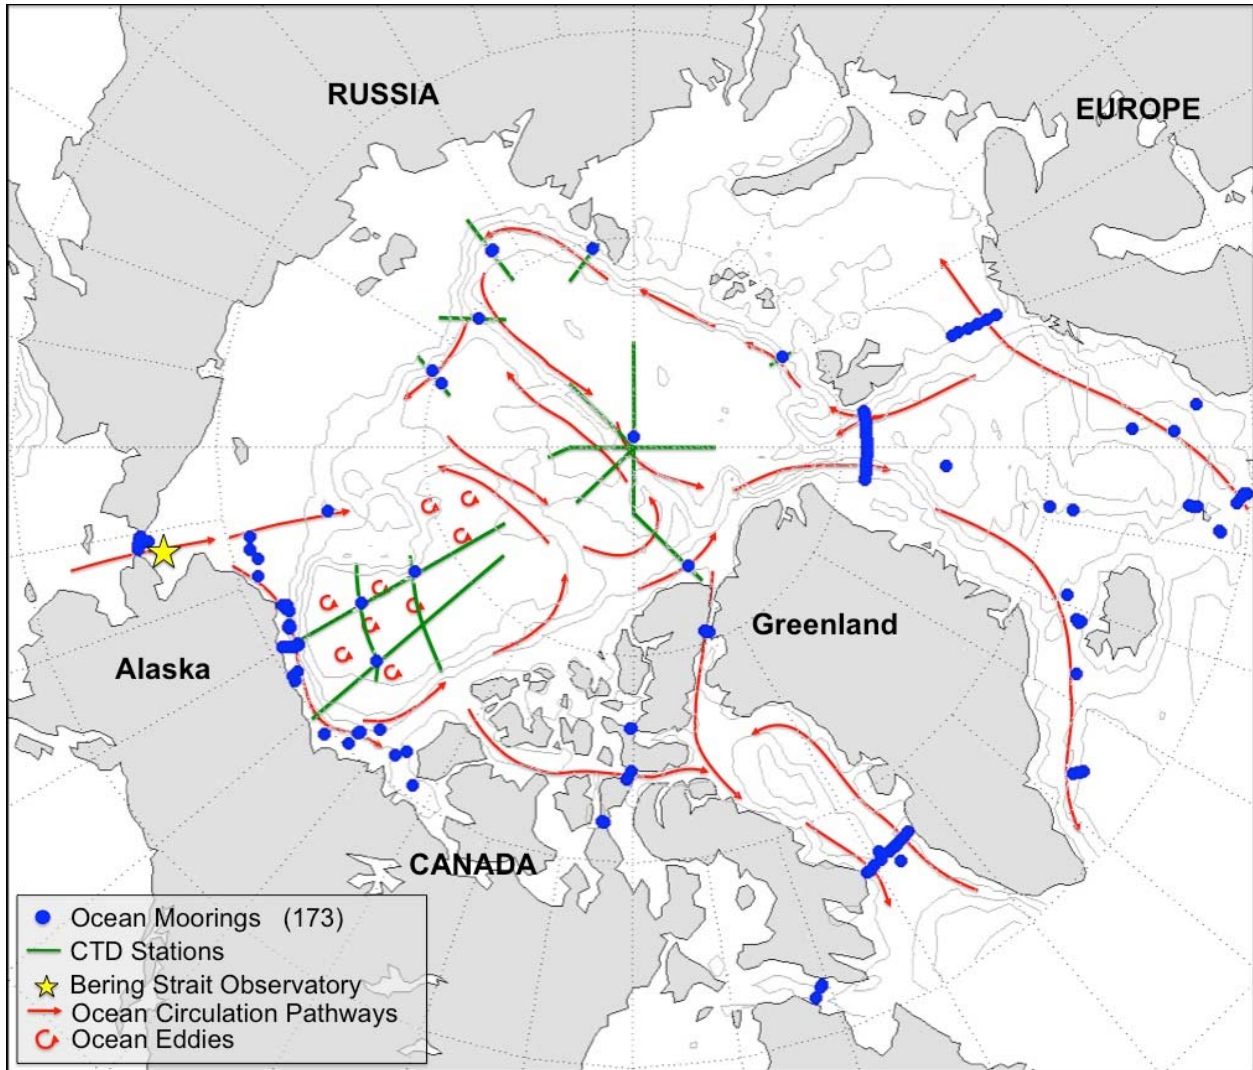 RUSSIA
EUROPE
Greenland
Alaska
CANADA
Ocean Moorings (173)
CTD Stations
Bering Strait Observatory
Ocean Circulation Pathways
Ocean Eddies